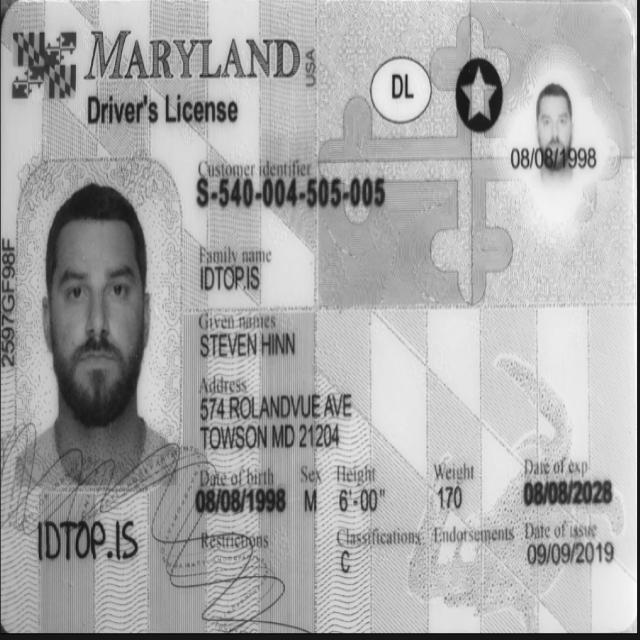 MARYLAND USA
Driver's License
DL
08/08/1998
Customer identifier
S-540-004-505-005
Family name
IDTOP.IS
Given names
STEVEN HINN
Address
574 ROLANDVUE AVE
TOWSON MD 21204
Date of birth Sex Height Weight Date of exp
08/08/1998 M 6'-00" 170 08/08/2028
Restrictions Classifications Endorsements Date of issue
C 09/09/2019
IDTOP.IS
2597GF98F